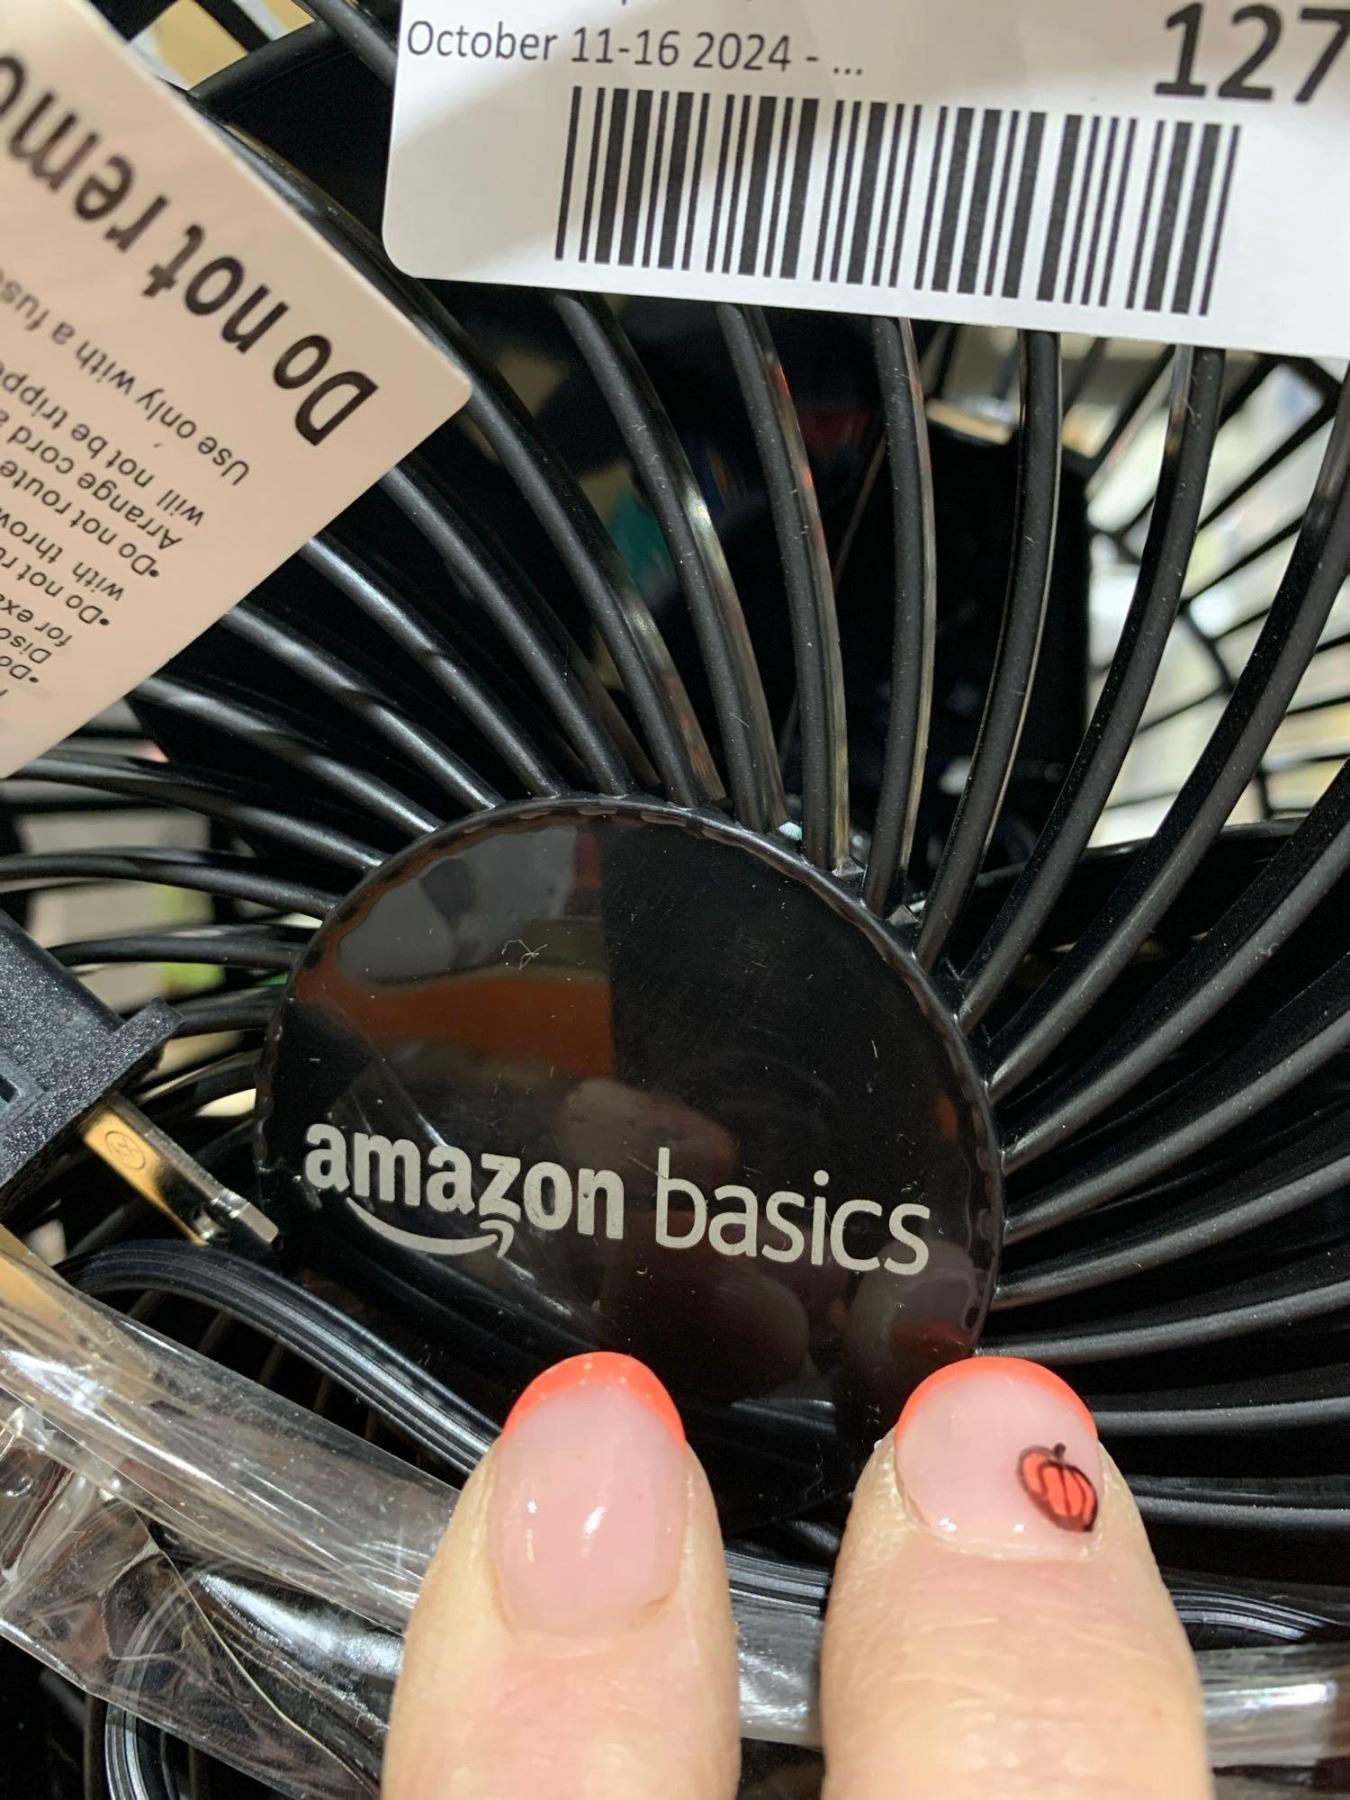 October 11-16 2024 - ...
127
Do not remo
Use only with a fus
will not be tripp
Arrange cord a
•Do not route
with throw
•Do not r
for exa
Disc
•Do
amazon basics